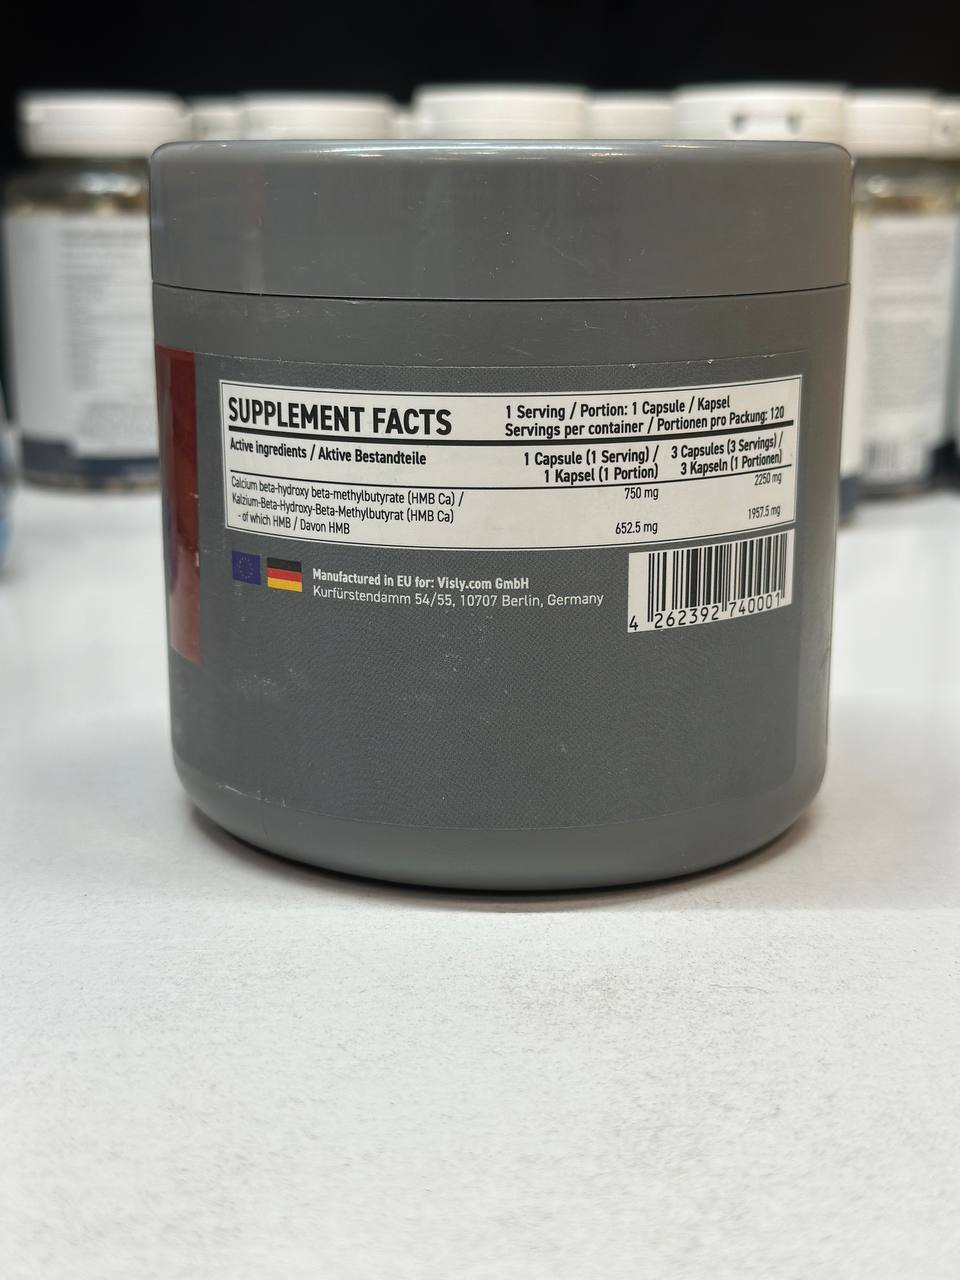 SUPPLEMENT FACTS
1 Serving / Portion: 1 Capsule / Kapsel
Servings per container / Portionen pro Packung: 120
Active ingredients / Aktive Bestandteile
1 Capsule (1 Serving) /
1 Kapsel (1 Portion)
3 Capsules (3 Servings) /
3 Kapseln (1 Portionen)
Calcium beta-hydroxy beta-methylbutyrate (HMB Ca) /
Kalzium-Beta-Hydroxy-Beta-Methylbutyrat (HMB Ca)
750 mg
2250 mg
- of which HMB / Davon HMB
652.5 mg
1957.5 mg
Manufactured in EU for: Visly.com GmbH
Kurfürstendamm 54/55, 10707 Berlin, Germany
4 262392 740001